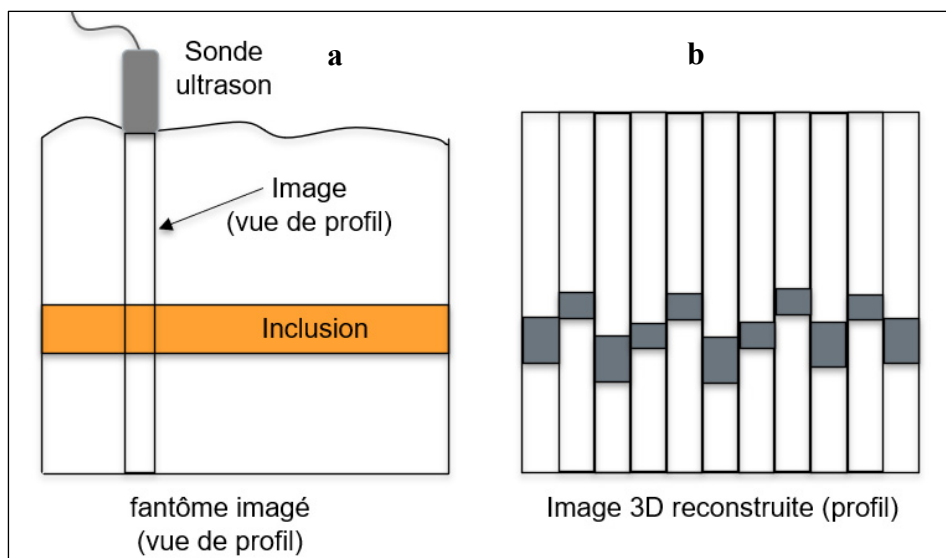 a
Sonde
ultrason
Image
(vue de profil)
Inclusion
fantôme imagé
(vue de profil)
b
Image 3D reconstruite (profil)